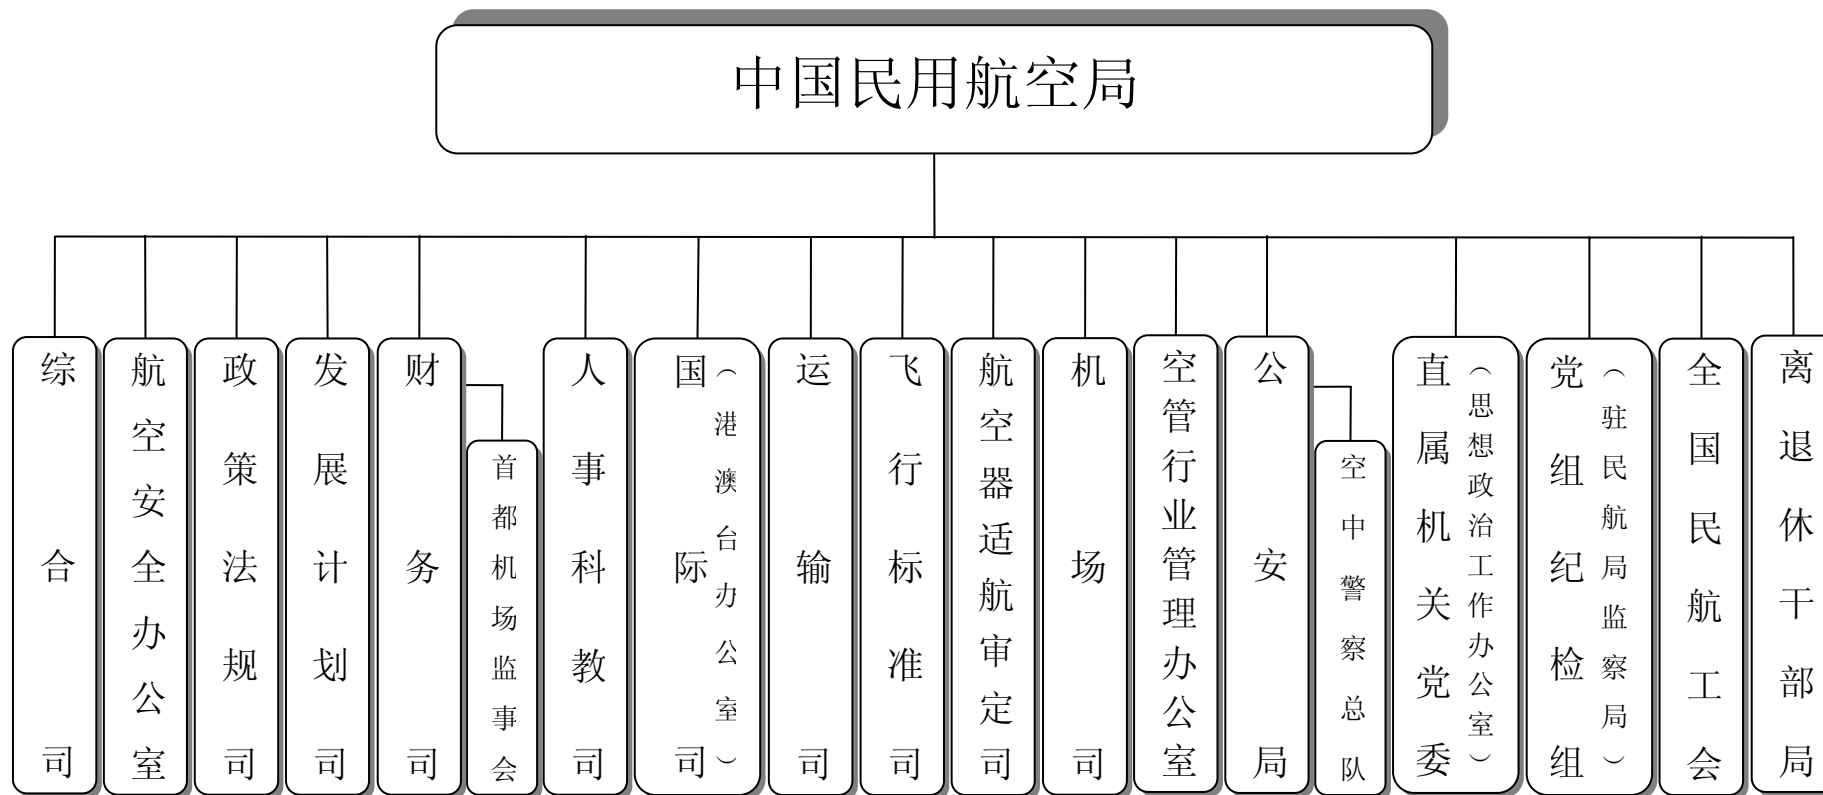 中国民用航空局
综合司
航空安全办公室
政策法规司
发展计划司
财务司
首都机场监事会
人事科教司
国际司
（港澳台办公室）
运输司
飞行标准司
航空器适航审定司
机场司
空管行业管理办公室
公安局
空中警察总队
直属机关党委
（思想政治工作办公室）
党组纪检组
（驻民航局监察局）
全国民航工会
离退休干部局